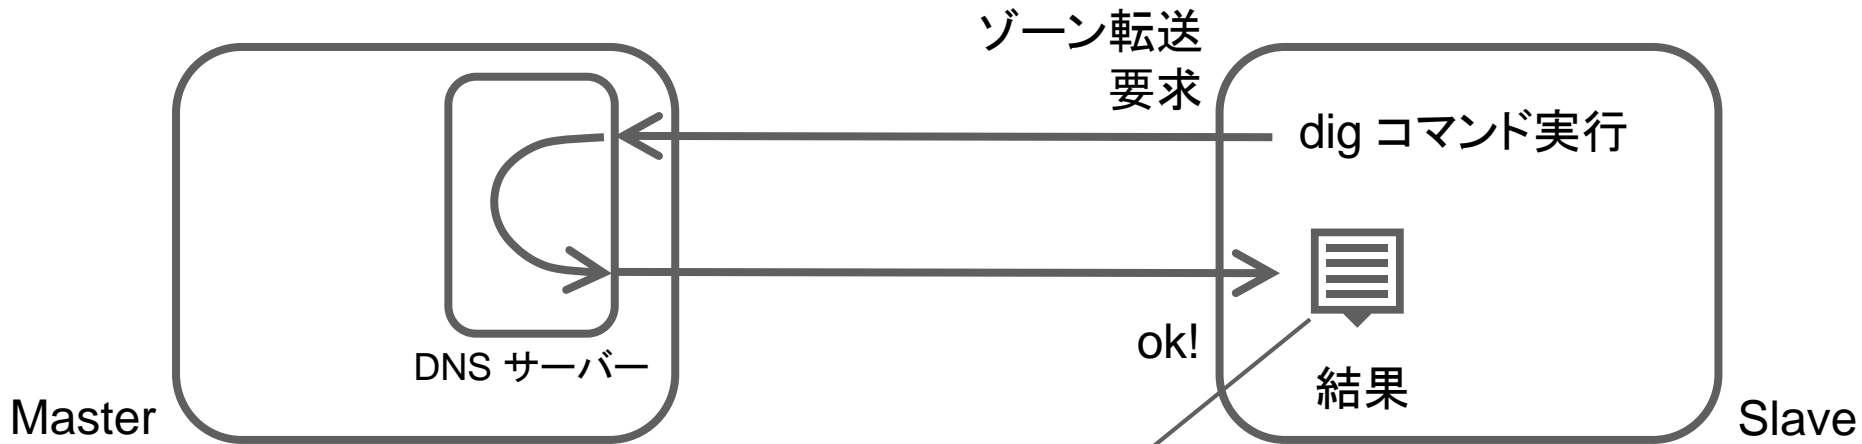 ゾーン転送
要求
dig コマンド実行
ok!
DNS サーバー
結果
Master
Slave